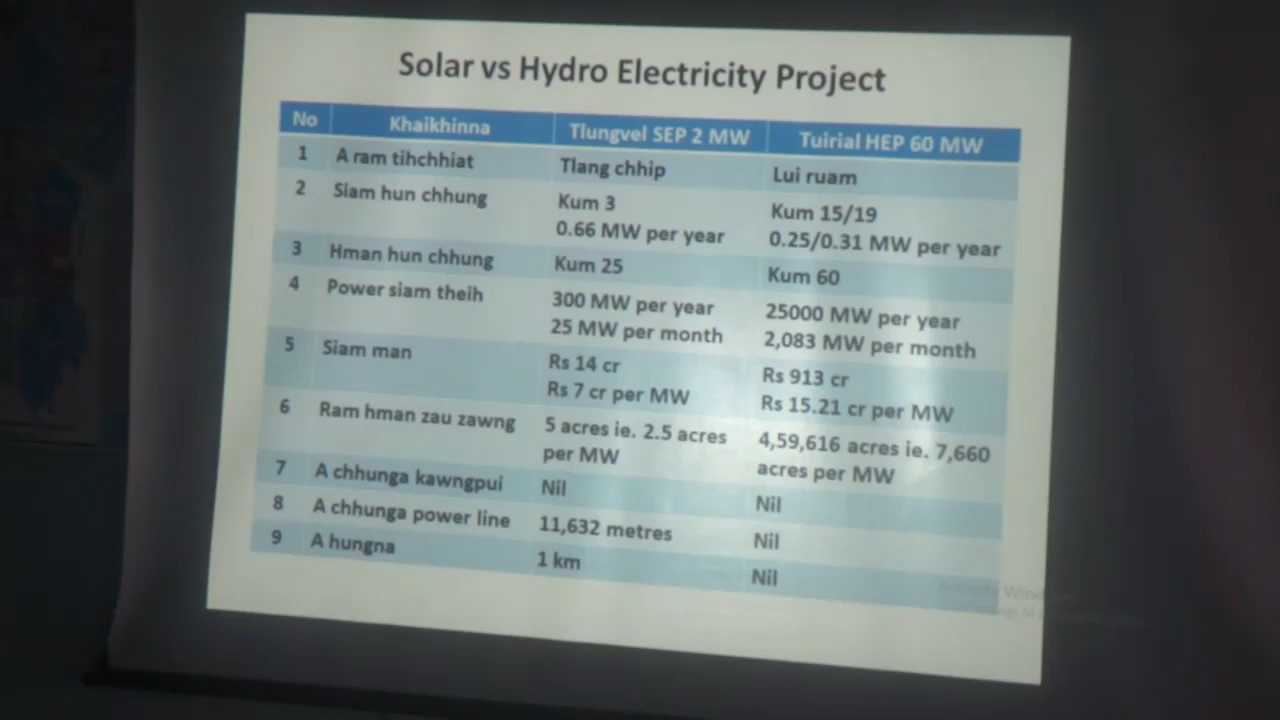 Solar vs Hydro Electricity Project
No Khaikhinna Tlungvel SEP 2 MW Tuirial HEP 60 MW
1 A ram tihchhiat Tlang chhip Lui ruam
2 Siam hun chhung Kum 3 Kum 15/19
0.66 MW per year 0.25/0.31 MW per year
3 Hman hun chhung Kum 25 Kum 60
4 Power siam theih 300 MW per year 25000 MW per year
25 MW per month 2,083 MW per month
5 Siam man Rs 14 cr Rs 913 cr
Rs 7 cr per MW Rs 15.21 cr per MW
6 Ram hman zau zawng 5 acres ie. 2.5 acres 4,59,616 acres ie. 7,660
per MW acres per MW
7 A chhunga kawngpui Nil Nil
8 A chhunga power line 11,632 metres Nil
9 A hungna 1 km Nil